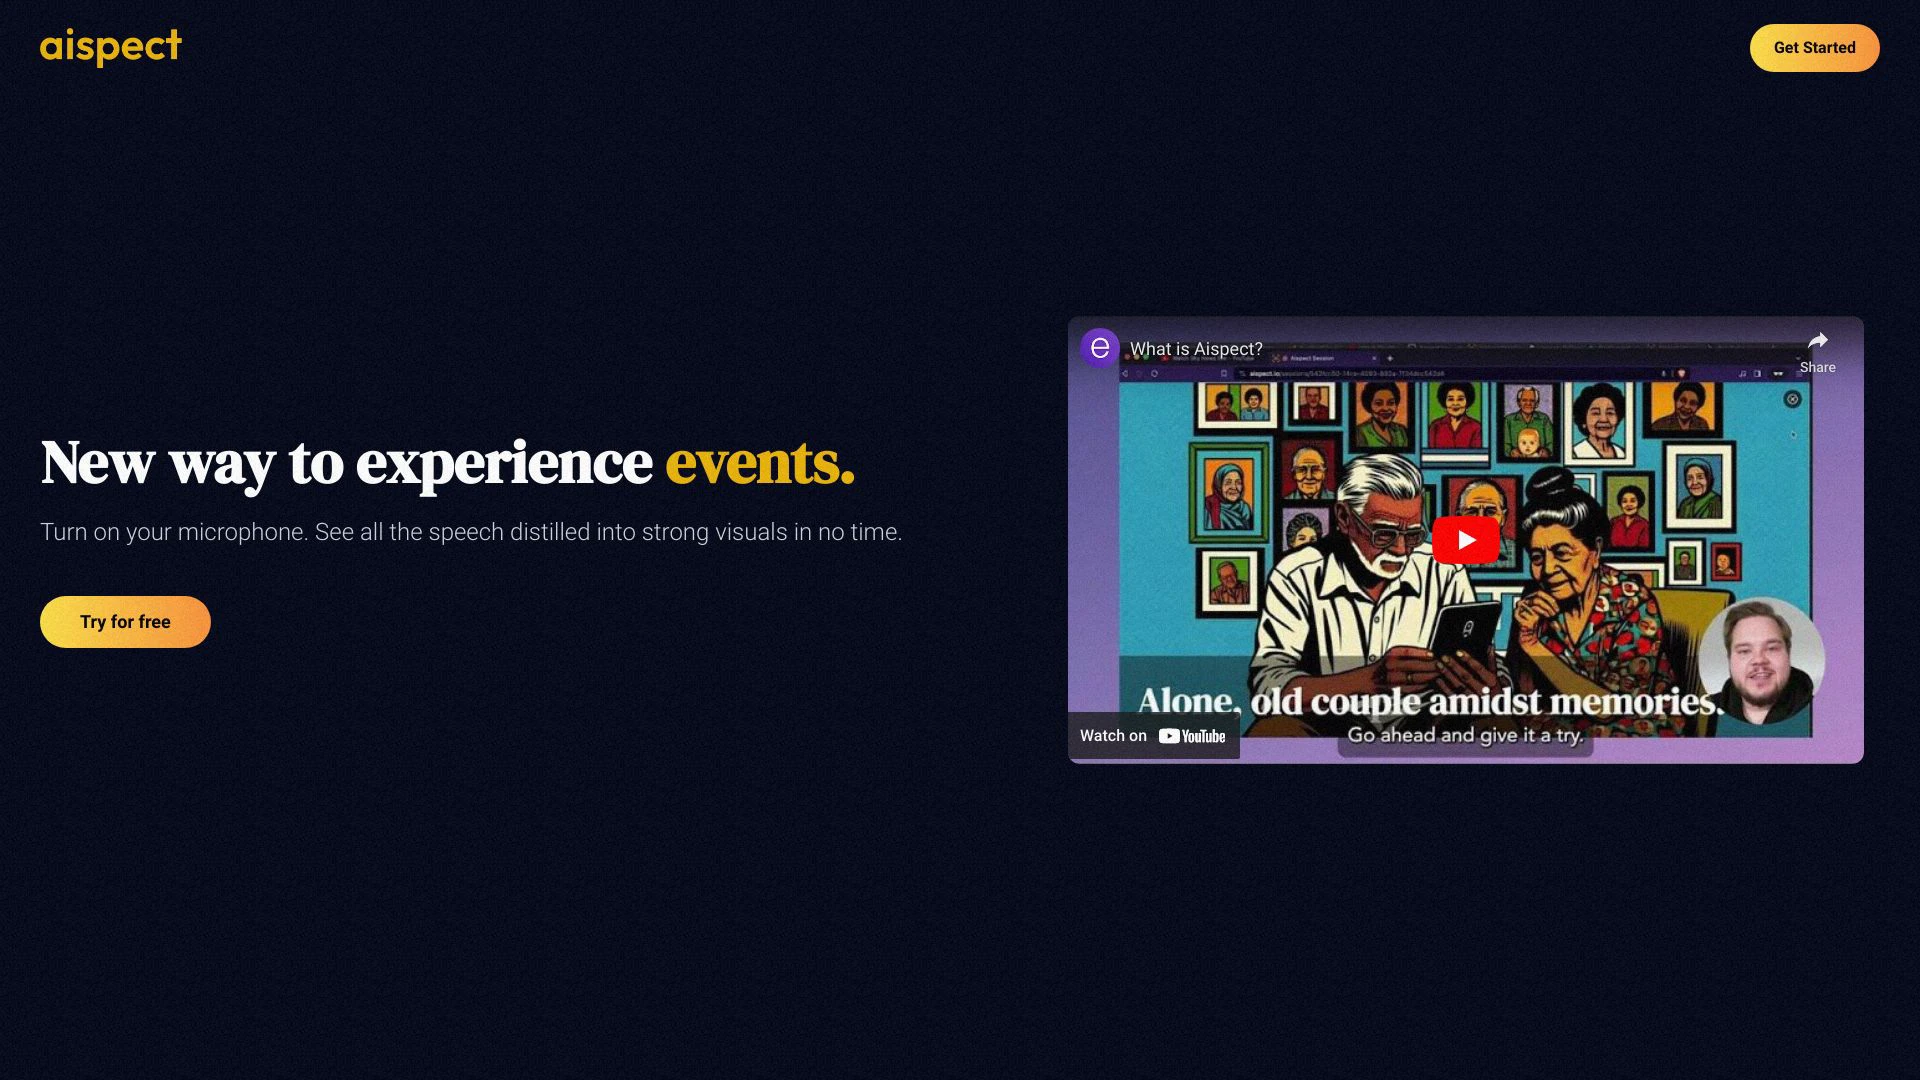 aispect
Get Started
New way to experience events.
Turn on your microphone. See all the speech distilled into strong visuals in no time.
Try for free
e
What is Aispect?
Share
Aispect Session
Alone, old couple amidst memories.
Go ahead and give it a try.
Watch on YouTube